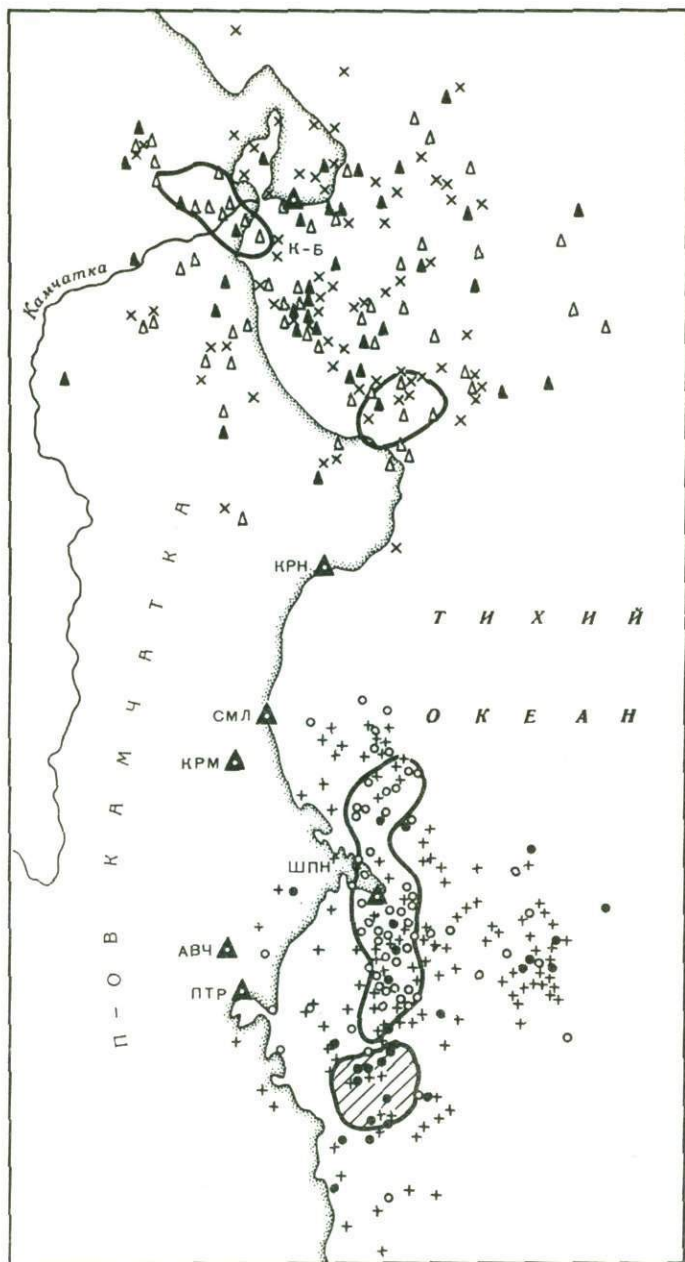 К-Б
Камчатка
КРН
ТИХИЙ
СМЛ
ОКЕАН
КРМ
ШПН
АВЧ
ПТР
П-ОВ КАМЧАТКА